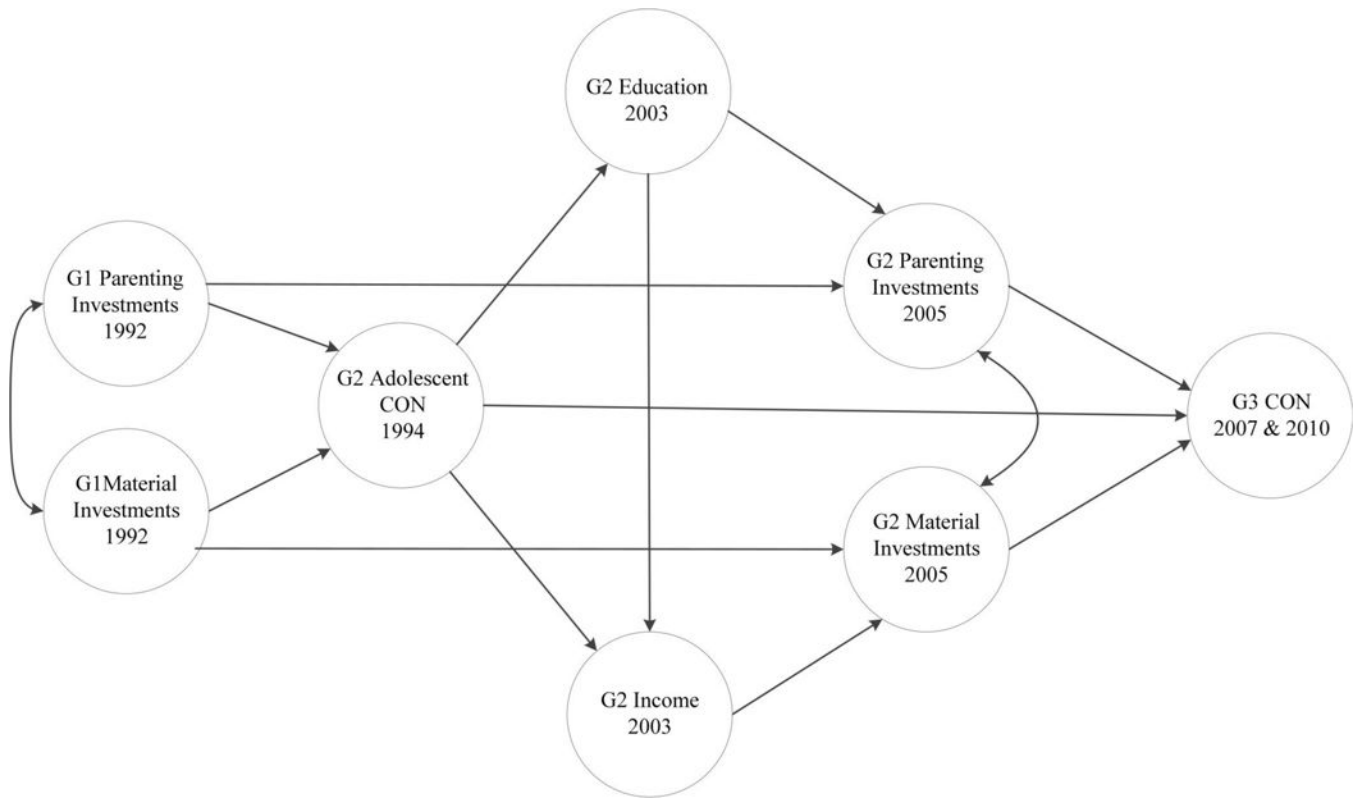 G2 Education
2003
G1 Parenting
Investments
1992
G2 Parenting
Investments
2005
G2 Adolescent
CON
1994
G3 CON
2007 & 2010
G1Material
Investments
1992
G2 Material
Investments
2005
G2 Income
2003